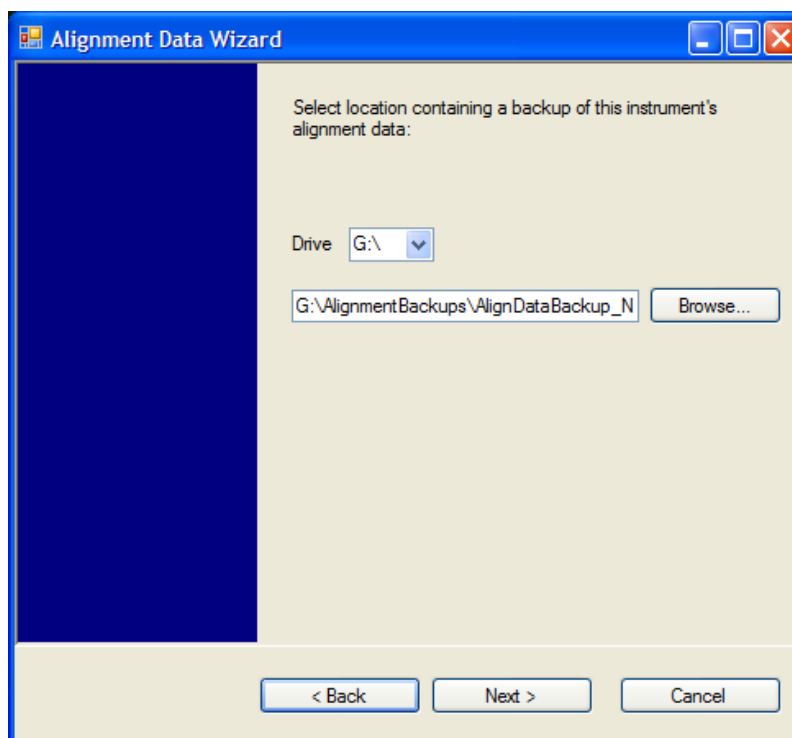 Alignment Data Wizard
Select location containing a backup of this instrument's
alignment data:
Drive G:\
G:\AlignmentBackups\AlignDataBackup_N Browse...
< Back Next > Cancel